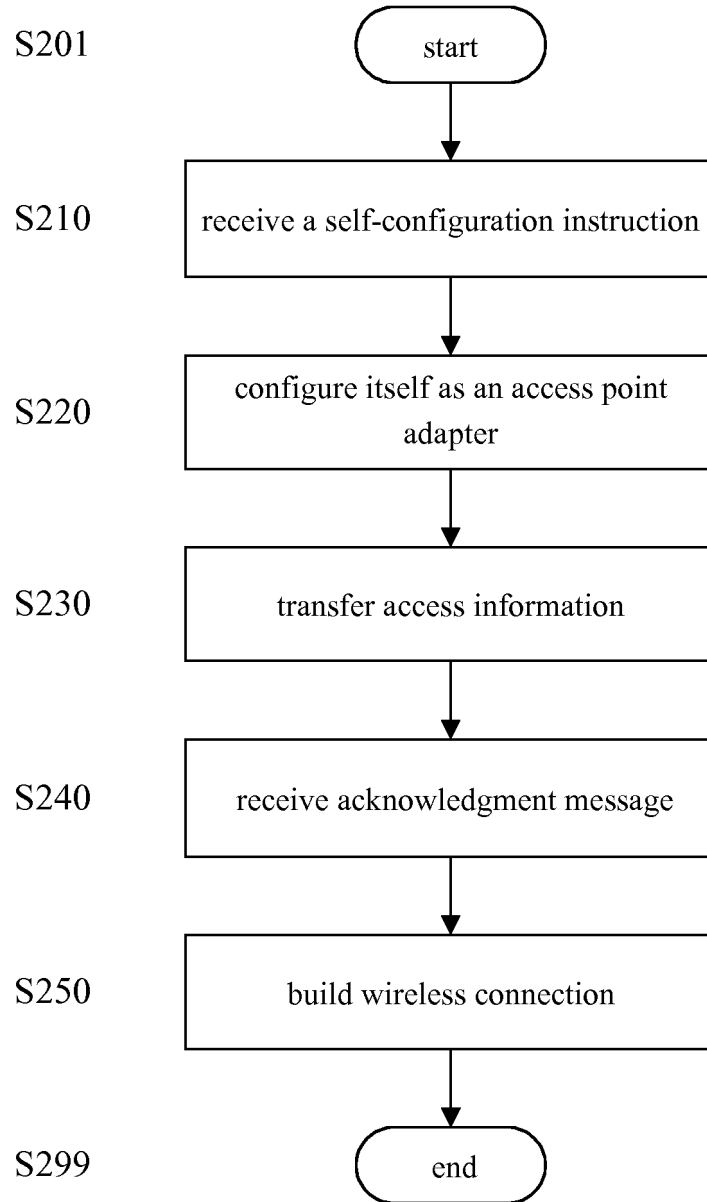 S201
start
S210
receive a self-configuration instruction
S220
configure itself as an access point
adapter
S230
transfer access information
S240
receive acknowledgment message
S250
build wireless connection
S299
end